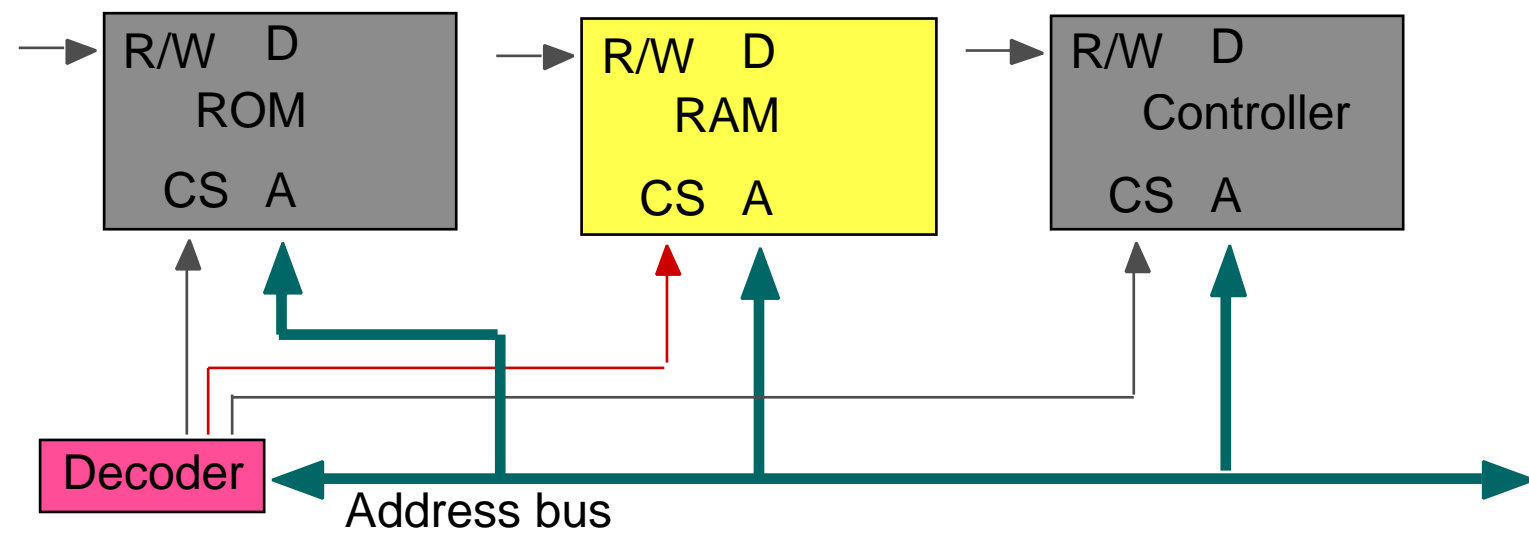 R/W D
ROM
CS A
R/W D
RAM
CS A
R/W D
Controller
CS A
Decoder
Address bus